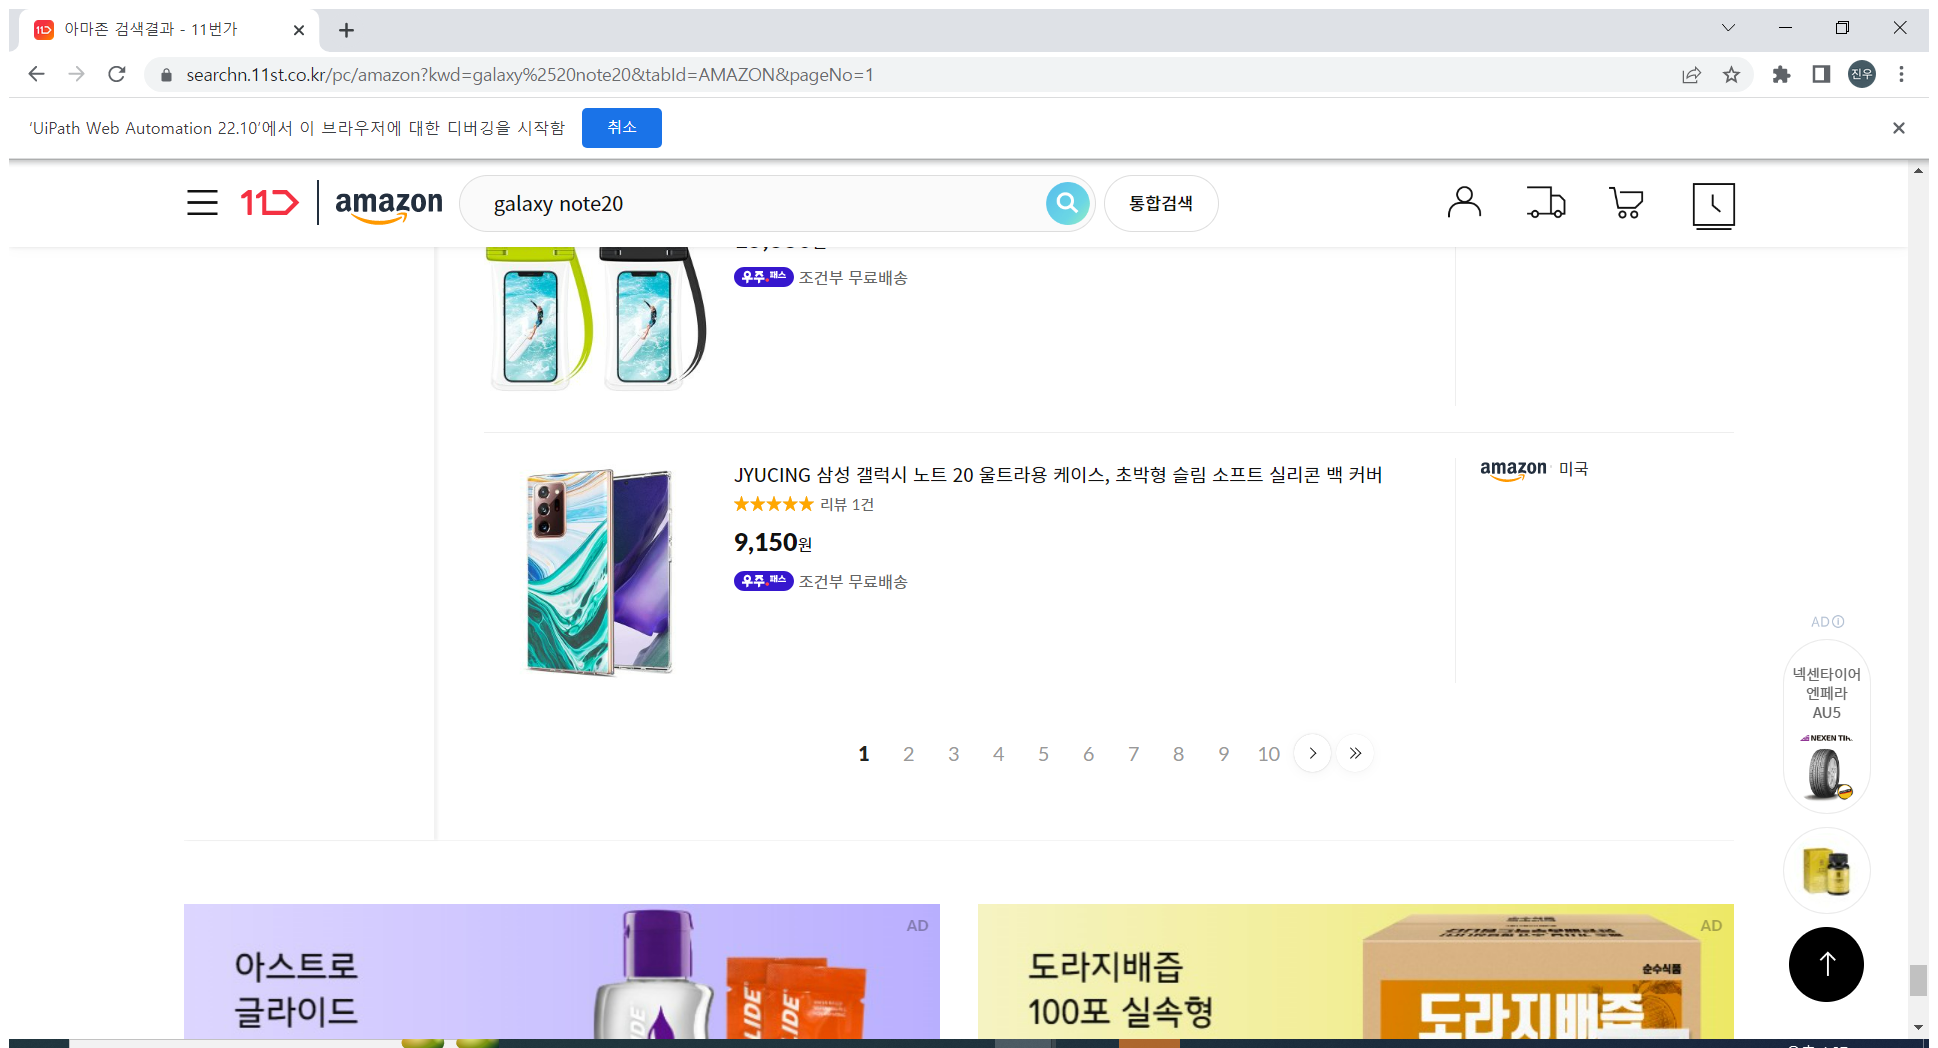 아마존 검색결과 - 11번가
searchn.11st.co.kr/pc/amazon?kwd=galaxy%2520note20&tabId=AMAZON&pageNo=1
진우
'UiPath Web Automation 22.10'에서 이 브라우저에 대한 디버깅을 시작함
취소
amazon
galaxy note20
통합검색
우주패스 조건부 무료배송
JYUCING 삼성 갤럭시 노트 20 울트라용 케이스, 초박형 슬림 소프트 실리콘 백 커버
amazon 미국
리뷰 1건
9,150원
우주패스 조건부 무료배송
AD
넥센타이어
엔페라
AU5
NEXEN
1 2 3 4 5 6 7 8 9 10
AD
아스트로
글라이드
AD
도라지배즙
100포 실속형
순수식품
도라지배즙